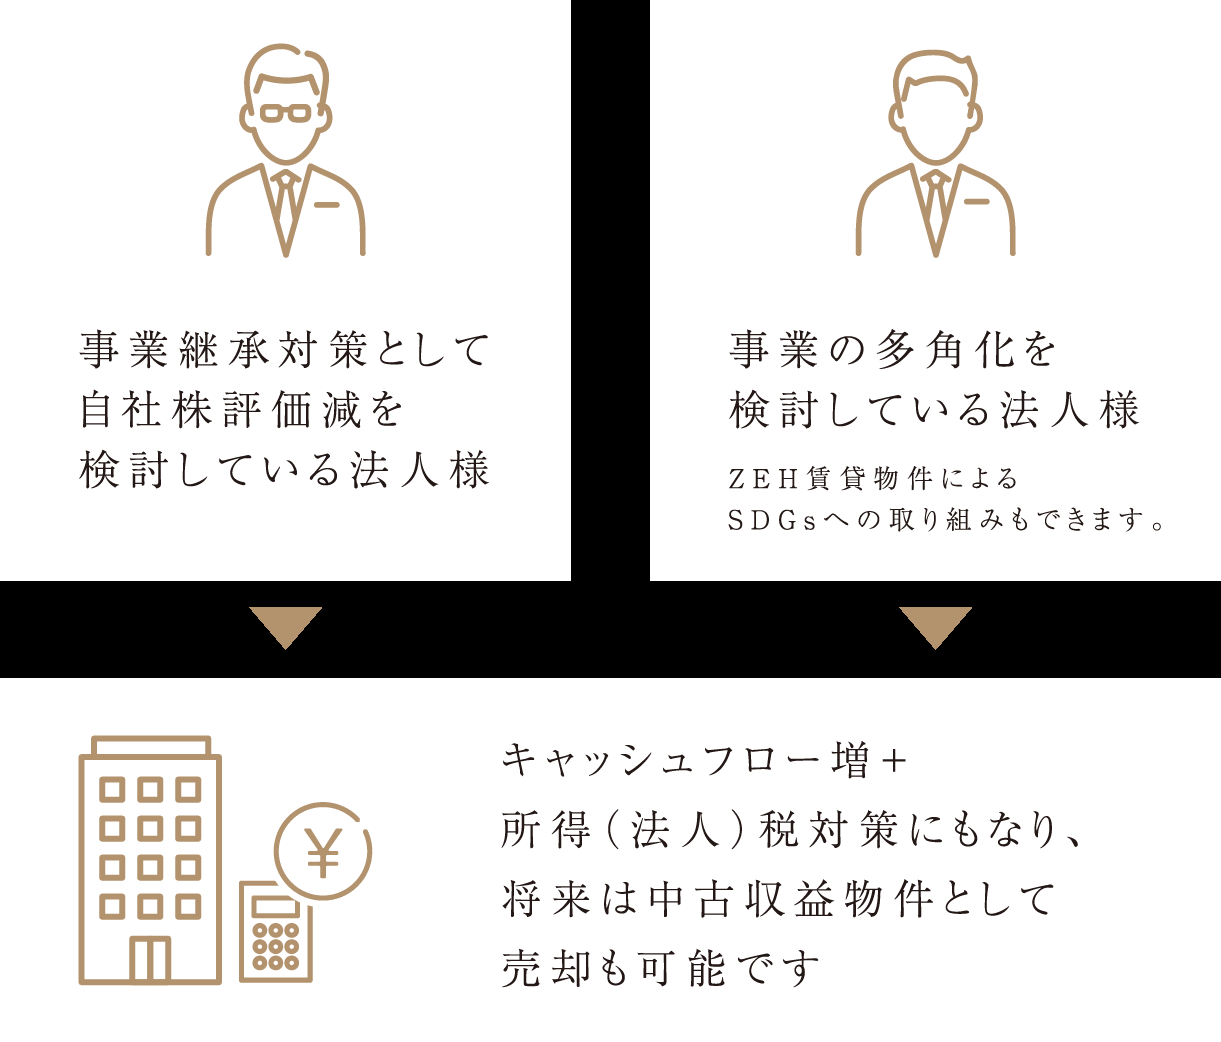 事業継承対策として
自社株評価減を
検討している法人様
事業の多角化を
検討している法人様
ZEH賃貸物件による
SDGsへの取り組みもできます。
¥
キャッシュフロー増+
所得（法人）税対策にもなり、
将来は中古収益物件として
売却も可能です